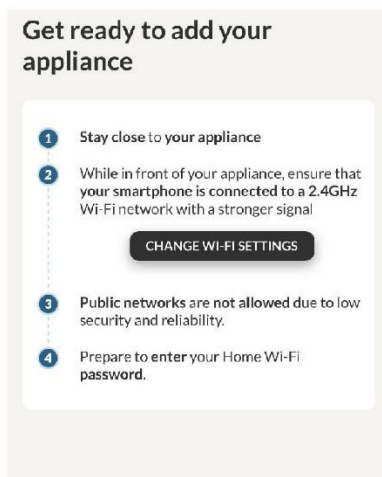 Get ready to add your
appliance
1 Stay close to your appliance
2 While in front of your appliance, ensure that
your smartphone is connected to a 2.4GHz
Wi-Fi network with a stronger signal
CHANGE WI-FI SETTINGS
3 Public networks are not allowed due to low
security and reliability.
4 Prepare to enter your Home Wi-Fi
password.